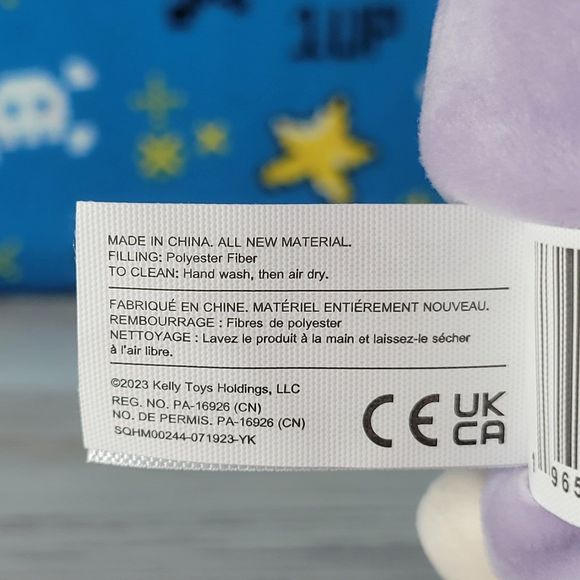 1UP
MADE IN CHINA. ALL NEW MATERIAL.
FILLING: Polyester Fiber
TO CLEAN: Hand wash, then air dry.
FABRIQUÉ EN CHINE. MATÉRIEL ENTIÉREMENT NOUVEAU.
REMBOURRAGE : Fibres de polyester
NETTOYAGE : Lavez le produit à la main et laissez-le sécher
à l'air libre.
©2023 Kelly Toys Holdings, LLC
REG. NO. PA-16926 (CN)
NO. DE PERMIS. PA-16926 (CN)
SQHM00244-071923-YK
CE UK
CA
1 965